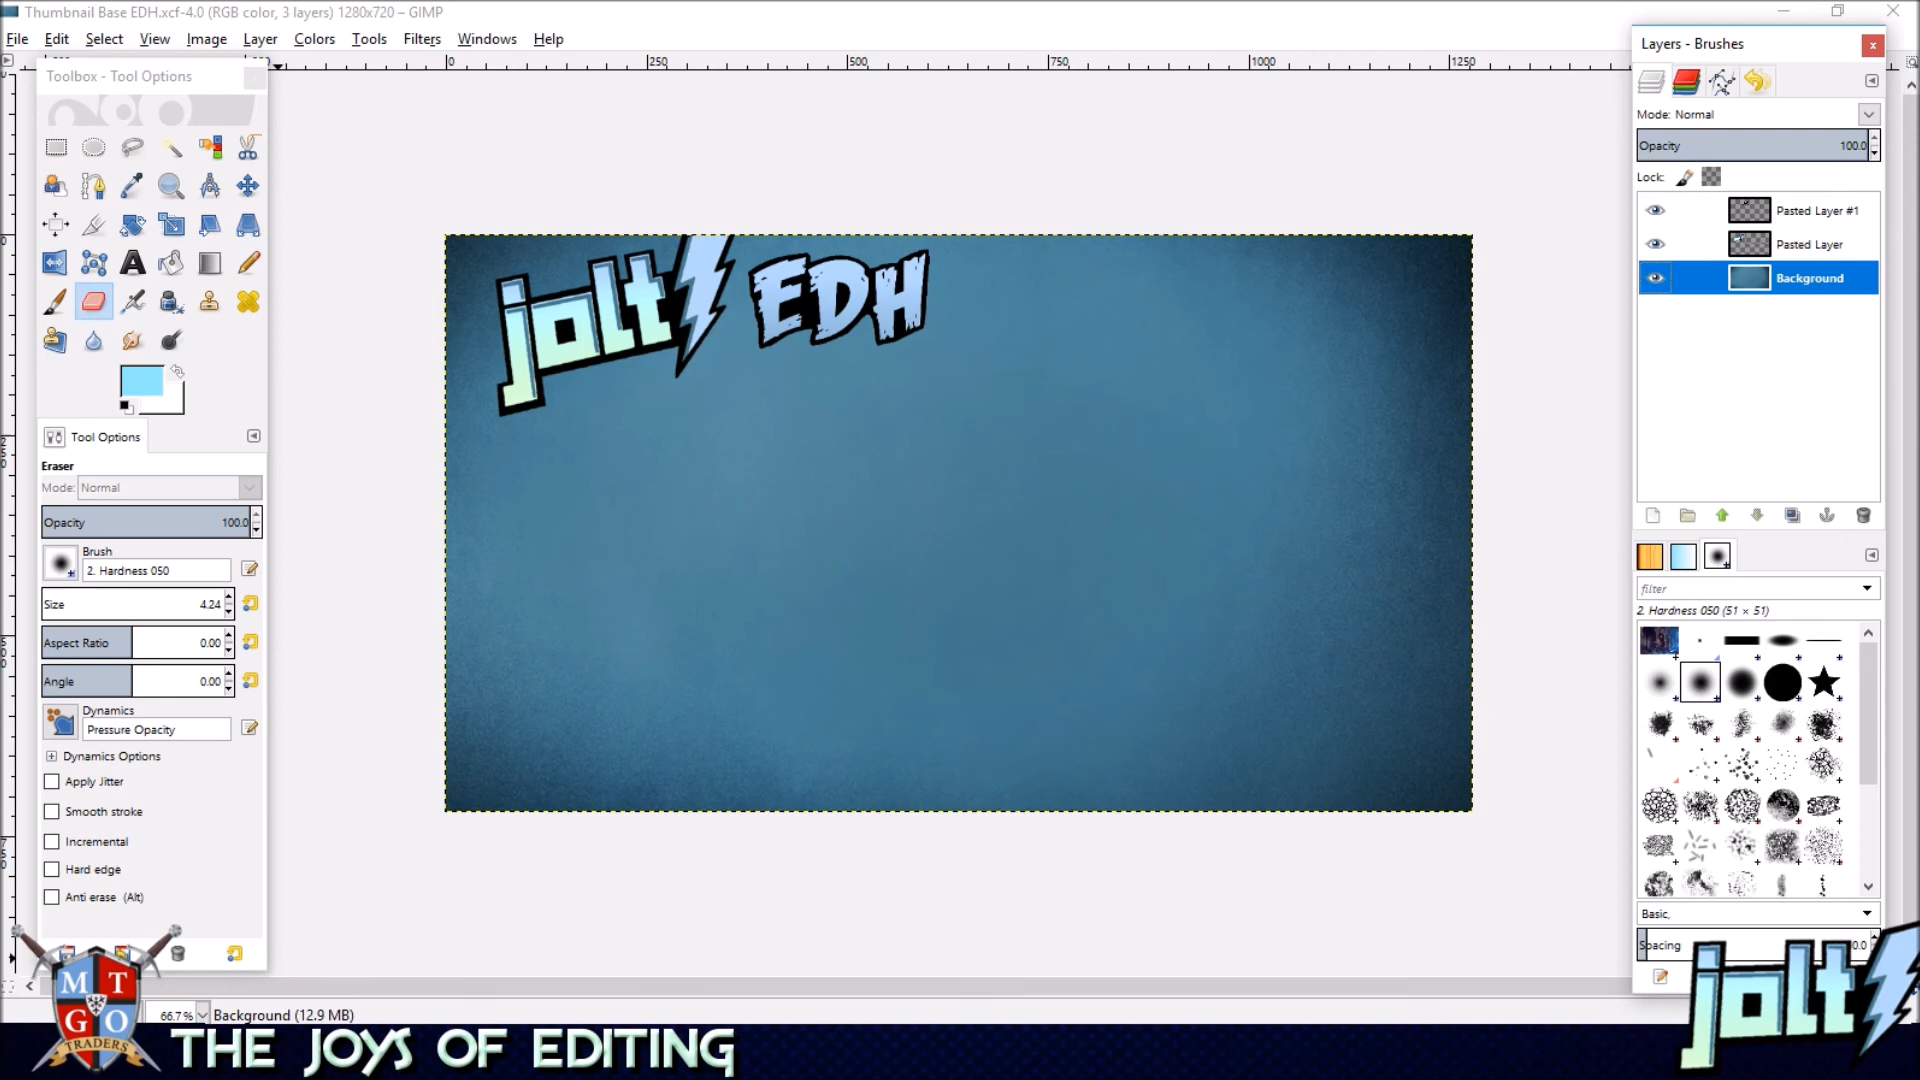 Thumbnail Base EDH.xcf-4.0 (RGB color, 3 layers) 1280x720 – GIMP
File Edit Select View Image Layer Colors Tools Filters Windows Help
Toolbox - Tool Options
0 250 500 750 1000 1250
Tool Options
Eraser
Mode: Normal
Opacity 100.0
Brush
2. Hardness 050
Size 4.24
Aspect Ratio 0.00
Angle 0.00
Dynamics
Pressure Opacity
Dynamics Options
Apply Jitter
Smooth stroke
Incremental
Hard edge
Anti erase (Alt)
jolt EDH
Layers - Brushes
x
Mode: Normal
Opacity 100.0
Lock:
Pasted Layer #1
Pasted Layer
Background
filter
2. Hardness 050 (51 × 51)
Basic,
Spacing
66.7 % Background (12.9 MB)
M T
G O
TRADERS
THE JOYS OF EDITING
jolt